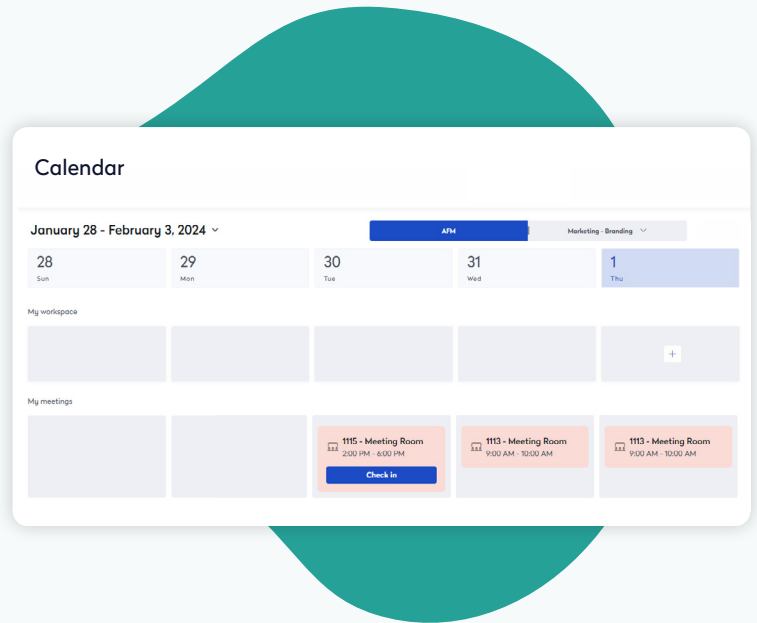 Calendar
January 28 - February 3, 2024
AFM
Marketing - Branding
28
Sun
29
Mon
30
Tue
31
Wed
1
Thu
My workspace
+
My meetings
1115 - Meeting Room
2:00 PM - 6:00 PM
Check in
1113 - Meeting Room
9:00 AM - 10:00 AM
1113 - Meeting Room
9:00 AM - 10:00 AM